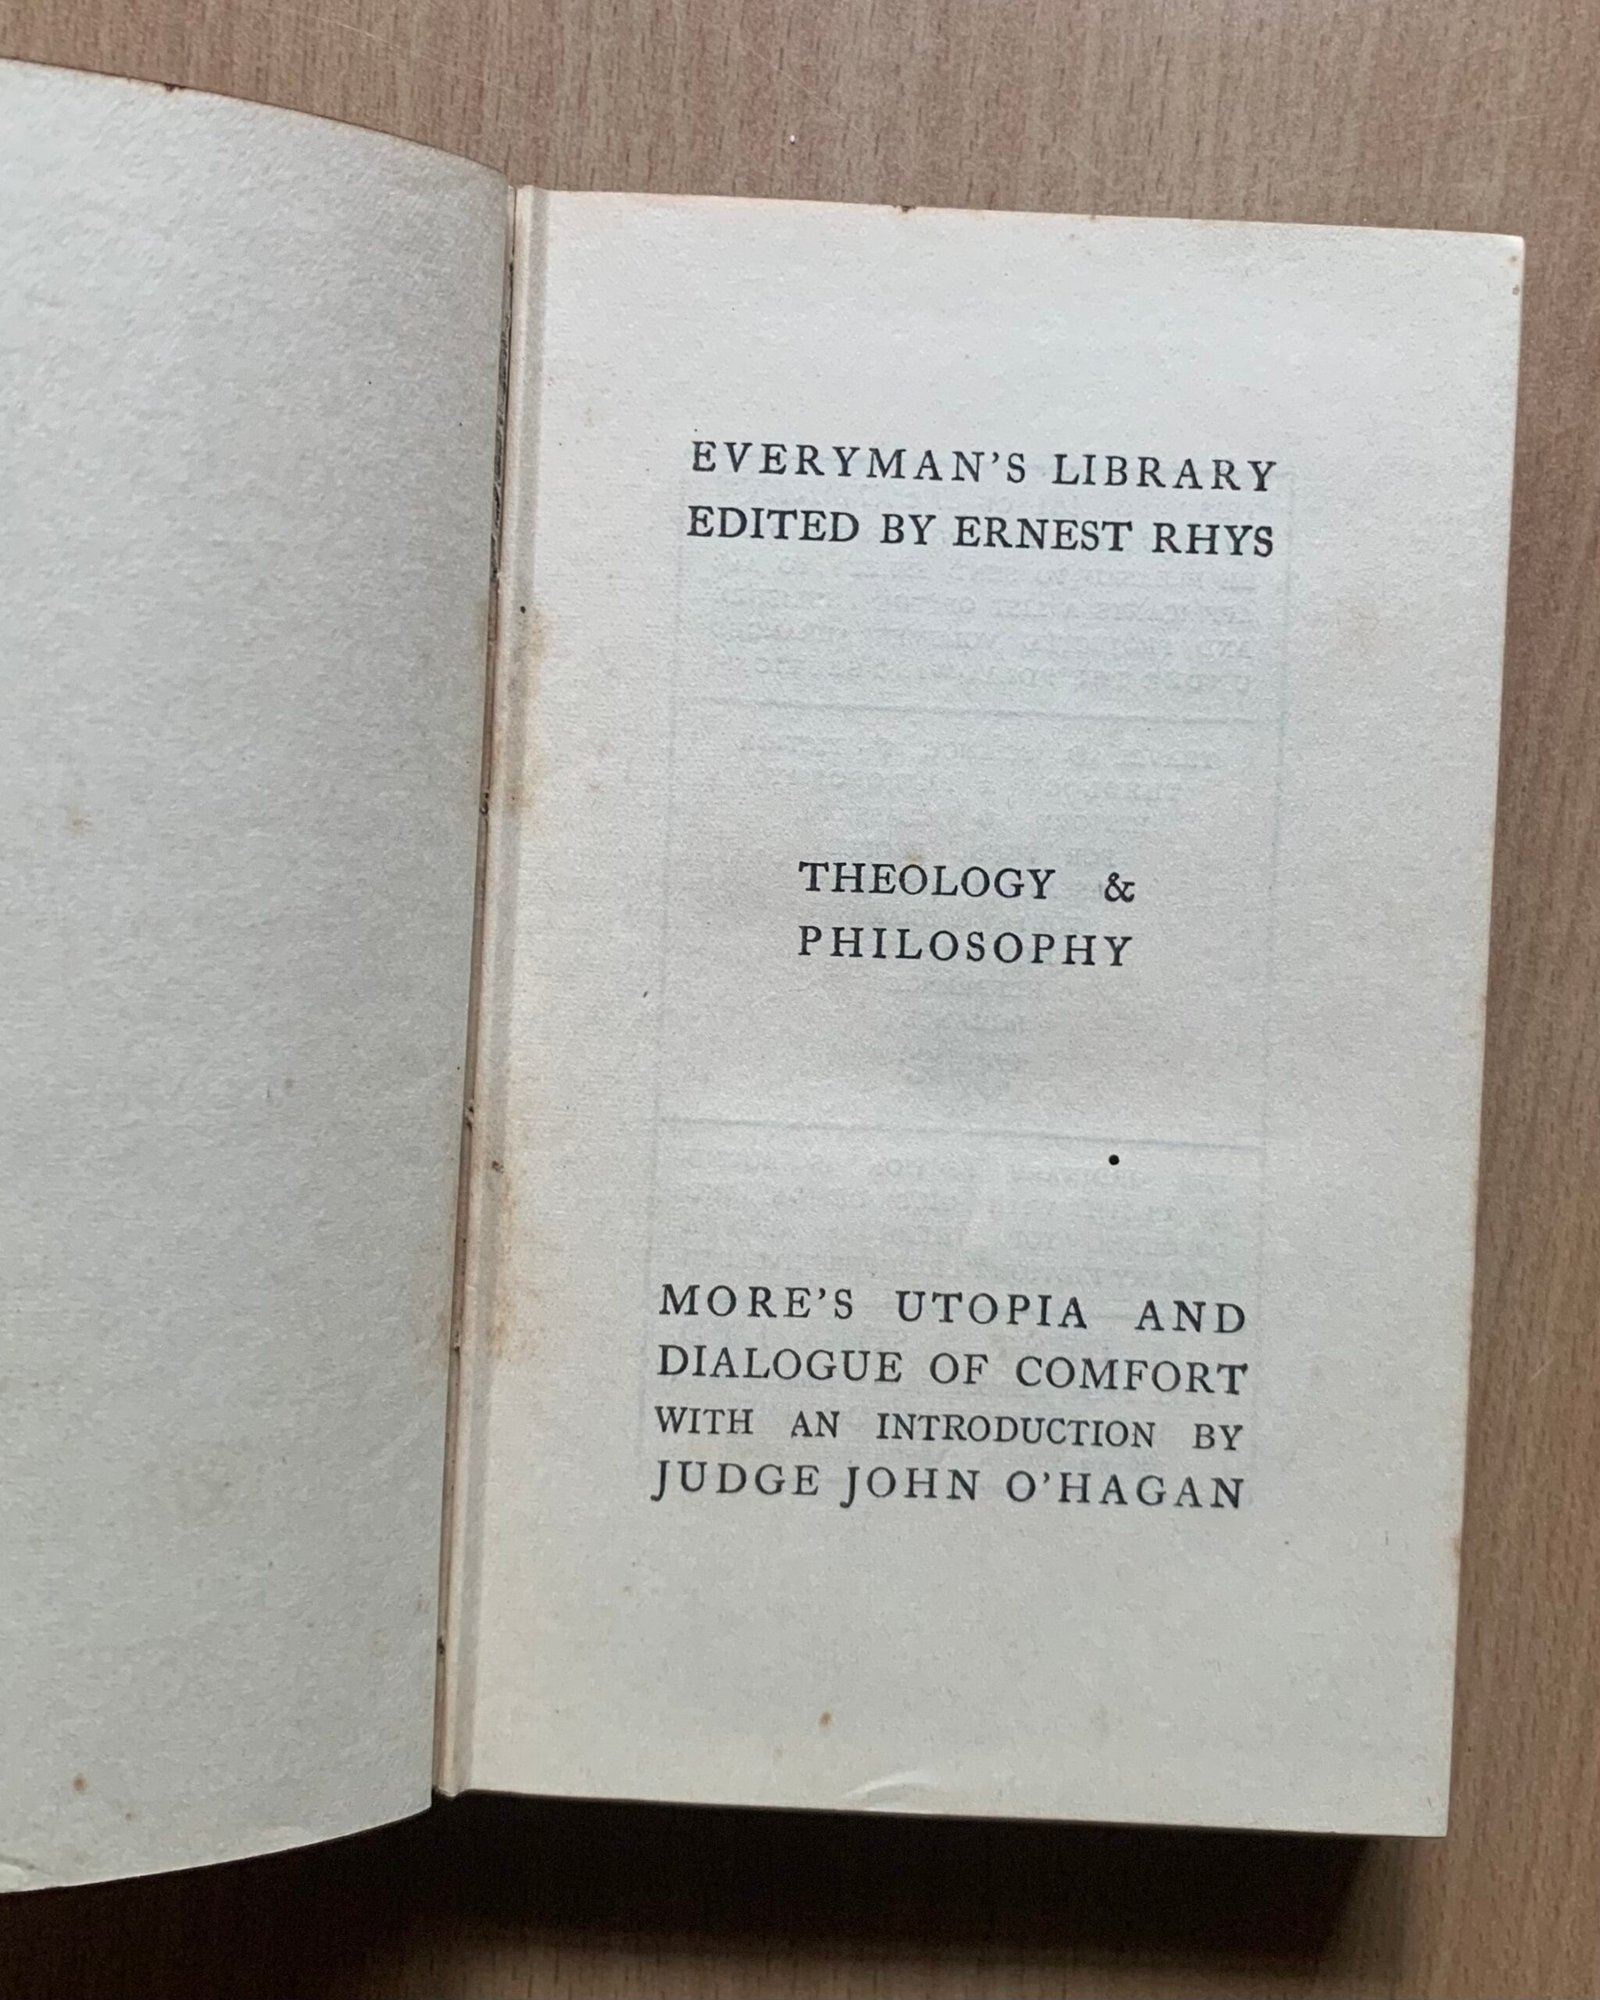 EVERYMAN'S LIBRARY
EDITED BY ERNEST RHYS
THEOLOGY &
PHILOSOPHY
MORE'S UTOPIA AND
DIALOGUE OF COMFORT
WITH AN INTRODUCTION BY
JUDGE JOHN O'HAGAN